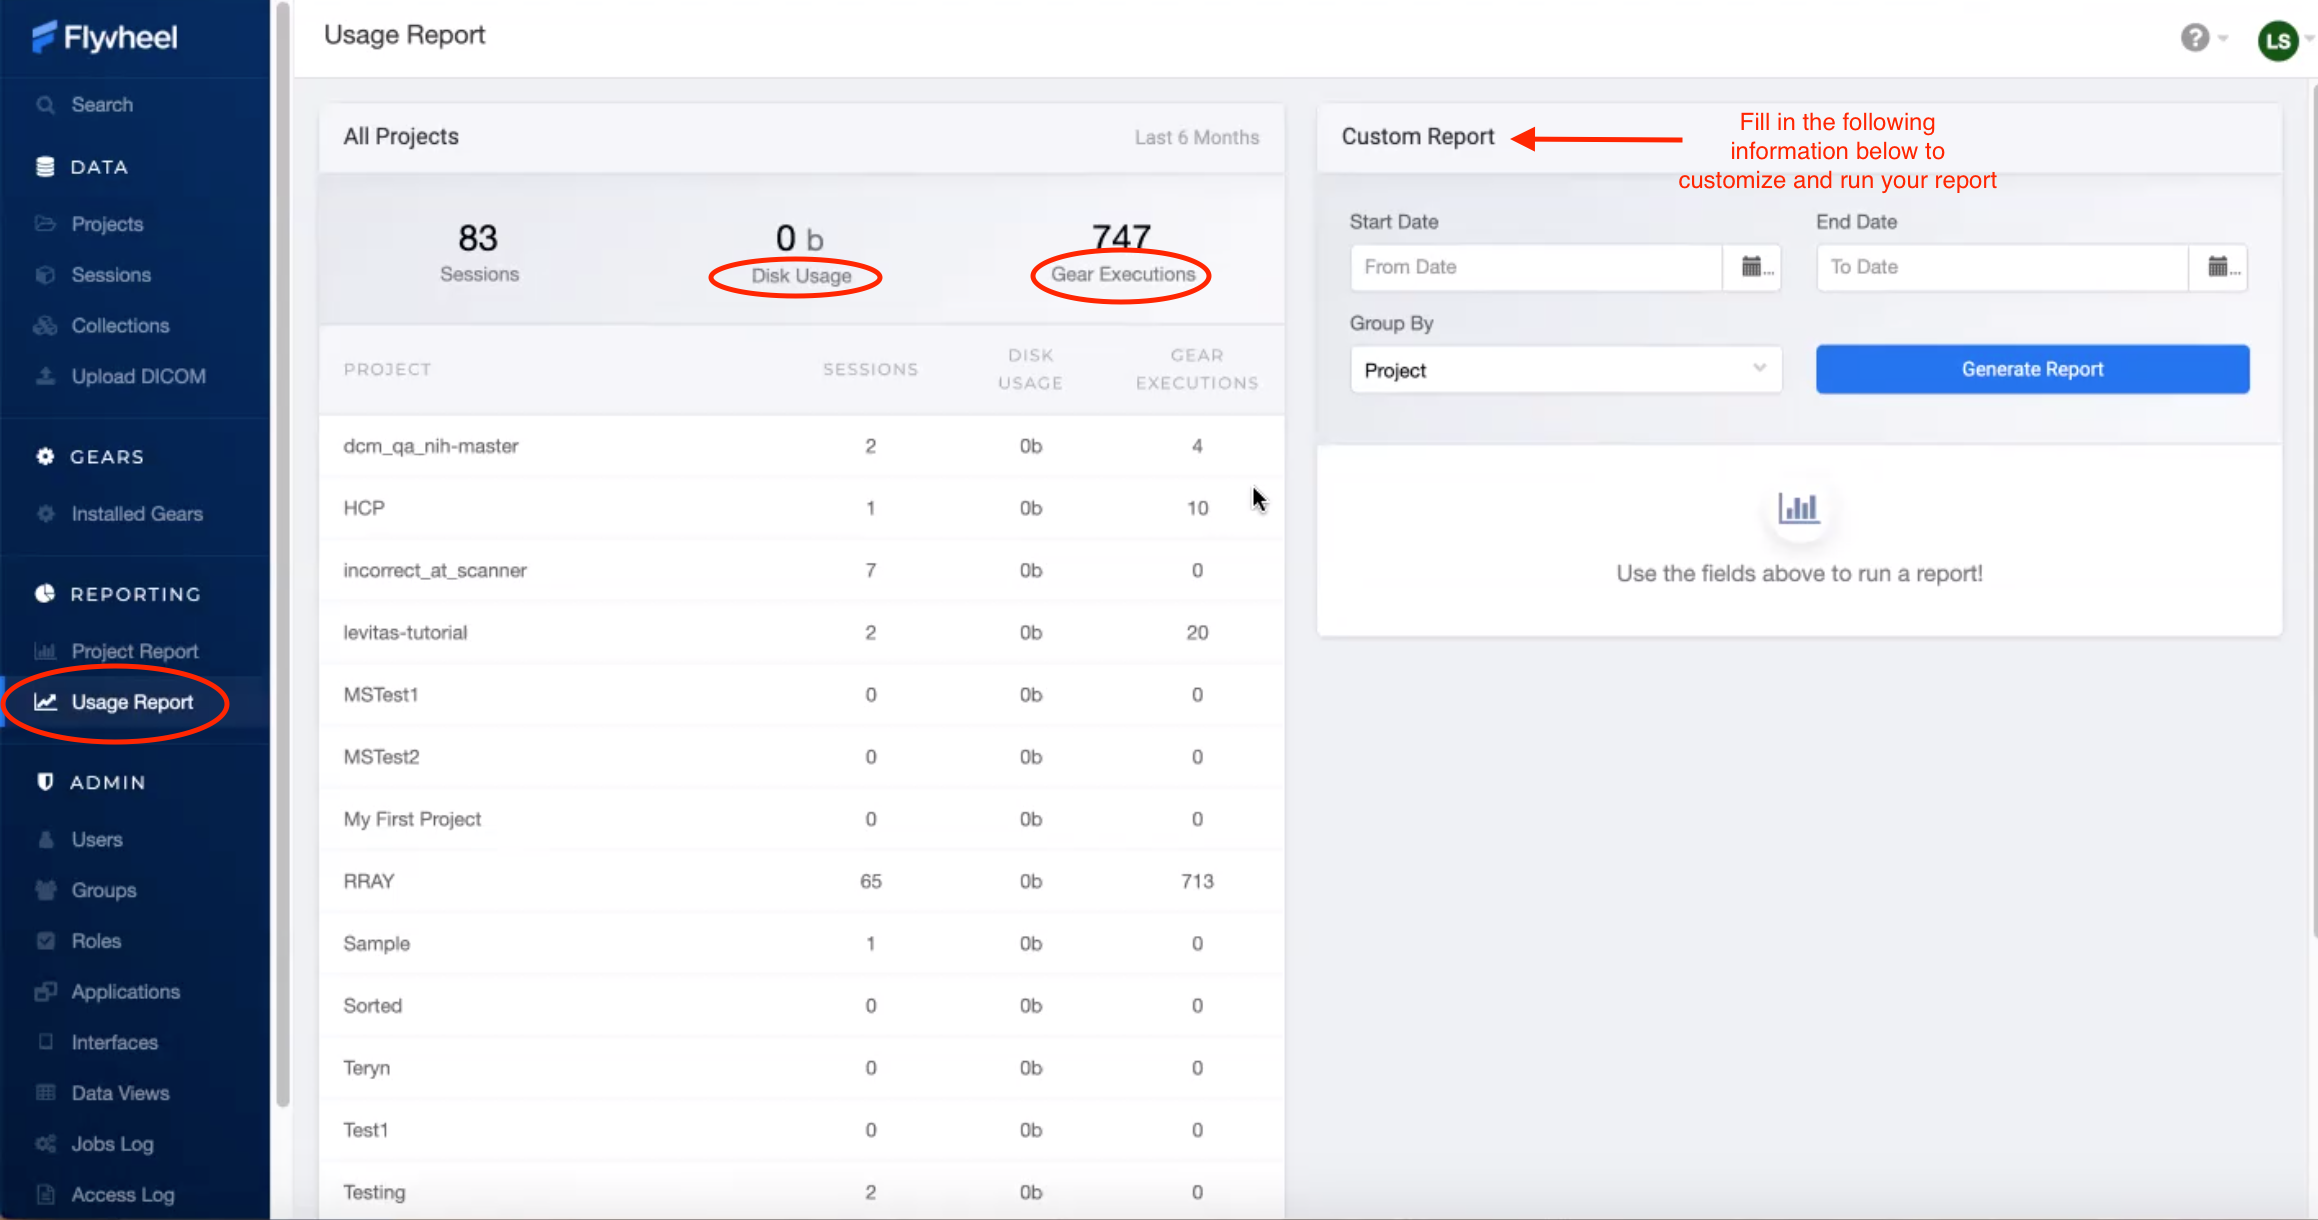 Flywheel
Search
DATA
Projects
Sessions
Collections
Upload DICOM
GEARS
Installed Gears
REPORTING
Project Report
Usage Report
ADMIN
Users
Groups
Roles
Applications
Interfaces
Data Views
Jobs Log
Access Log
Usage Report
? LS
All Projects Last 6 Months
83 0 b 747
Sessions Disk Usage Gear Executions
PROJECT SESSIONS DISK USAGE GEAR EXECUTIONS
dcm_qa_nih-master 2 0b 4
HCP 1 0b 10
incorrect_at_scanner 7 0b 0
levitas-tutorial 2 0b 20
MSTest1 0 0b 0
MSTest2 0 0b 0
My First Project 0 0b 0
RRAY 65 0b 713
Sample 1 0b 0
Sorted 0 0b 0
Teryn 0 0b 0
Test1 0 0b 0
Testing 2 0b 0
Custom Report
Fill in the following
information below to
customize and run your report
Start Date End Date
From Date ... To Date ...
Group By
Project Generate Report
Use the fields above to run a report!